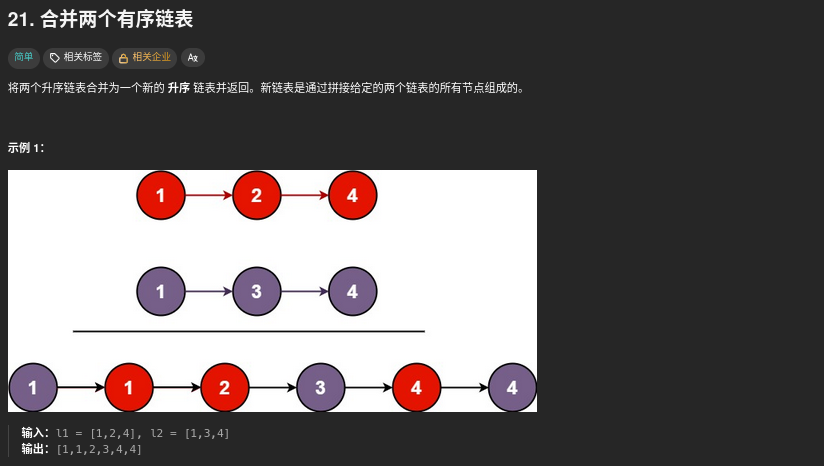 21. 合并两个有序链表
简单 相关标签 相关企业 Aז
将两个升序链表合并为一个新的 升序 链表并返回。新链表是通过拼接给定的两个链表的所有节点组成的。
示例 1：
1 2 4
1 3 4
1 1 2 3 4 4
输入：l1 = [1,2,4], l2 = [1,3,4]
输出：[1,1,2,3,4,4]